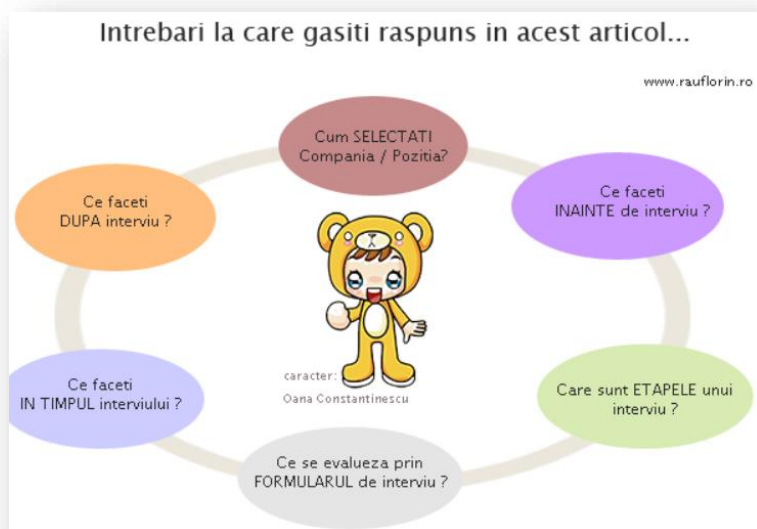 Intrebari la care gasiti raspuns in acest articol...
www.rauflorin.ro
Cum SELECTATI
Compania / Pozitia?
Ce faceti
INAINTE de interviu ?
Care sunt ETAPELE unui
interviu ?
Ce se evalueza prin
FORMULARUL de interviu ?
Ce faceti
IN TIMPUL interviului ?
Ce faceti
DUPA interviu ?
caracter:
Oana Constantinescu